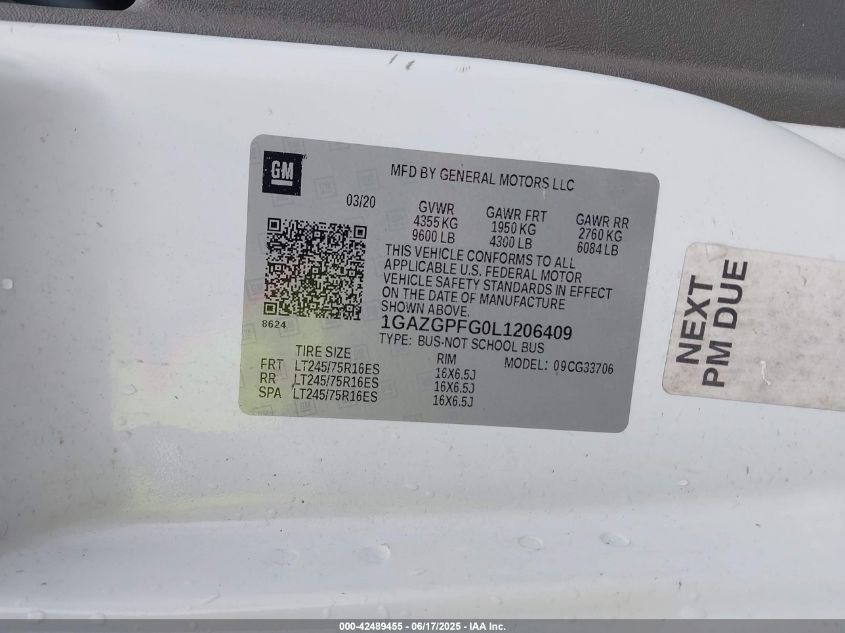 GM
MFD BY GENERAL MOTORS LLC
03/20
GVWR GAWR FRT GAWR RR
4355 KG 1950 KG 2760 KG
9600 LB 4300 LB 6084 LB
THIS VEHICLE CONFORMS TO ALL
APPLICABLE U.S. FEDERAL MOTOR
VEHICLE SAFETY STANDARDS IN EFFECT
ON THE DATE OF MANUFACTURE
SHOWN ABOVE.
8624
1GAZGPFG0L1206409
TYPE: BUS-NOT SCHOOL BUS
TIRE SIZE RIM MODEL: 09CG33706
FRT LT245/75R16ES 16X6.5J
RR LT245/75R16ES 16X6.5J
SPA LT245/75R16ES 16X6.5J
NEXT
PM DUE
000-42489455 - 06/17/2025 - IAA Inc.